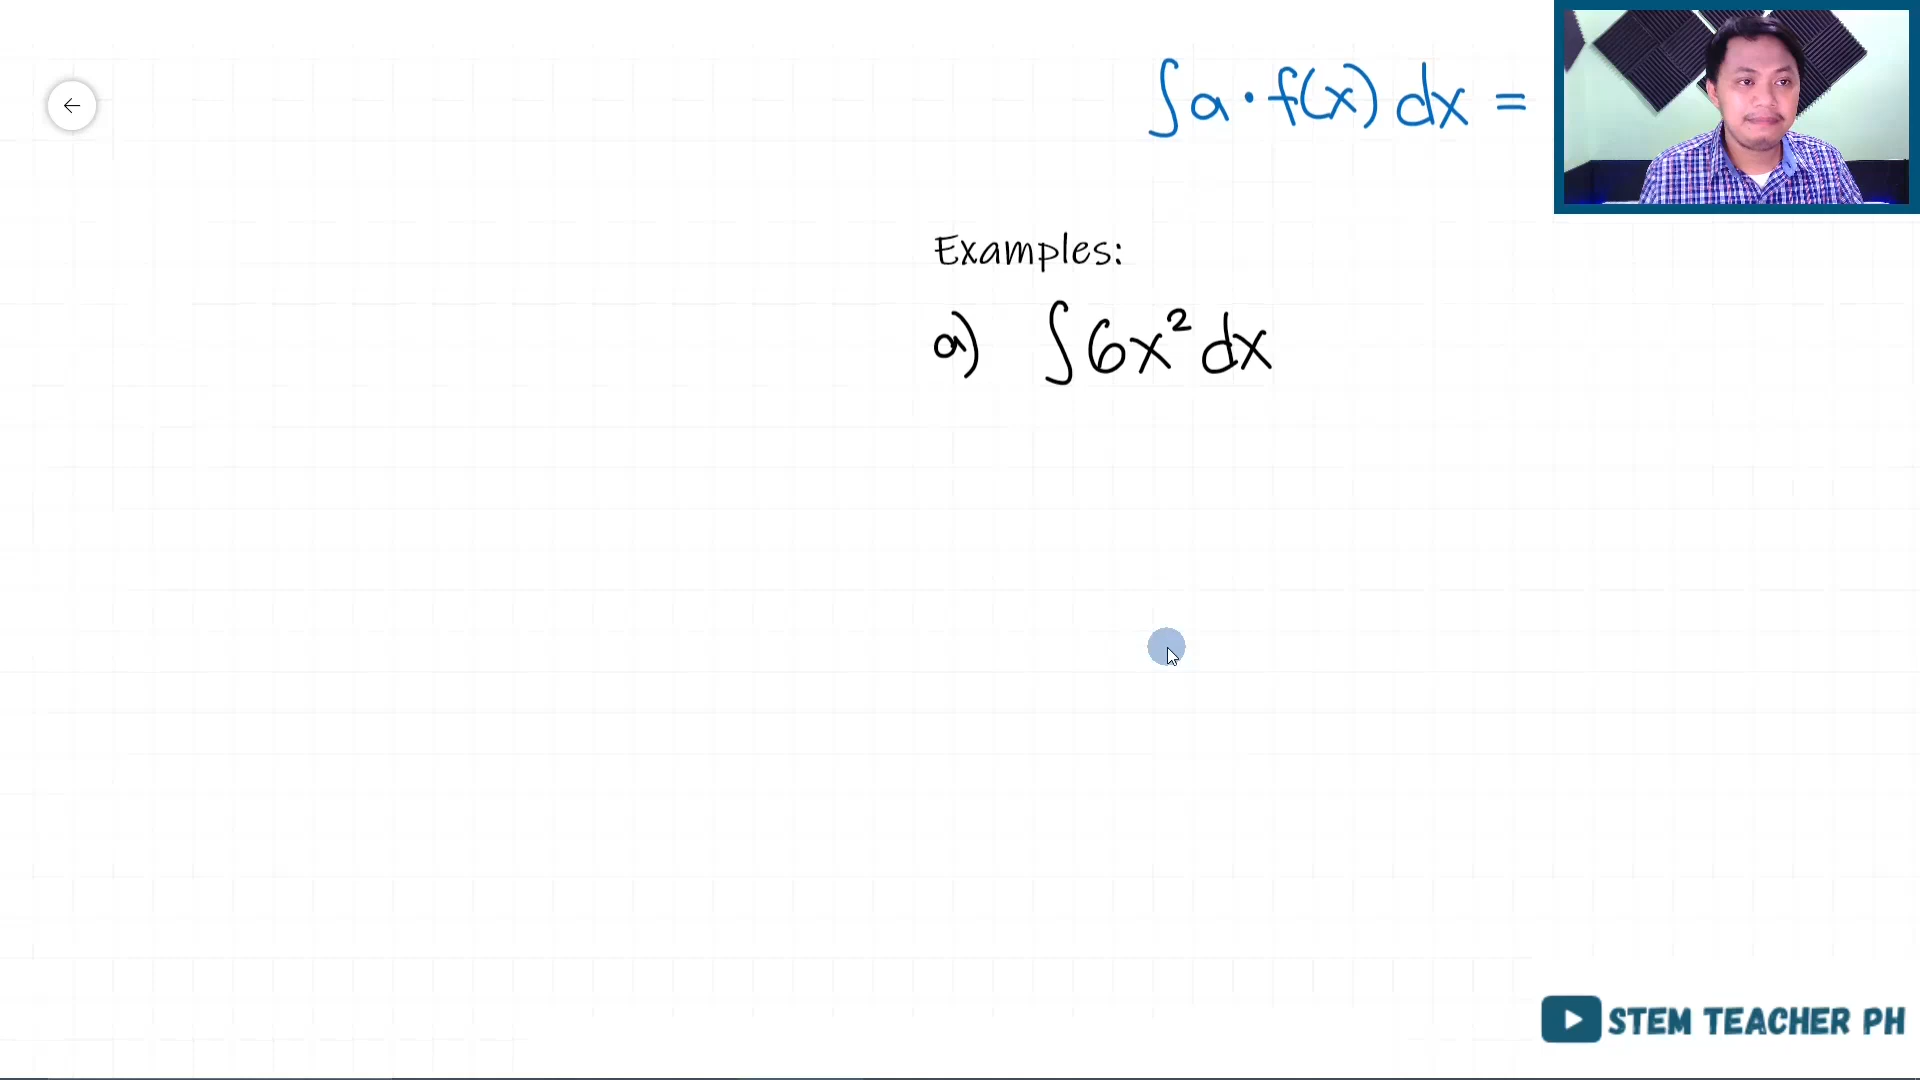 ∫a・f(x) dx =
Examples:
a) ∫6x² dx
STEM TEACHER PH